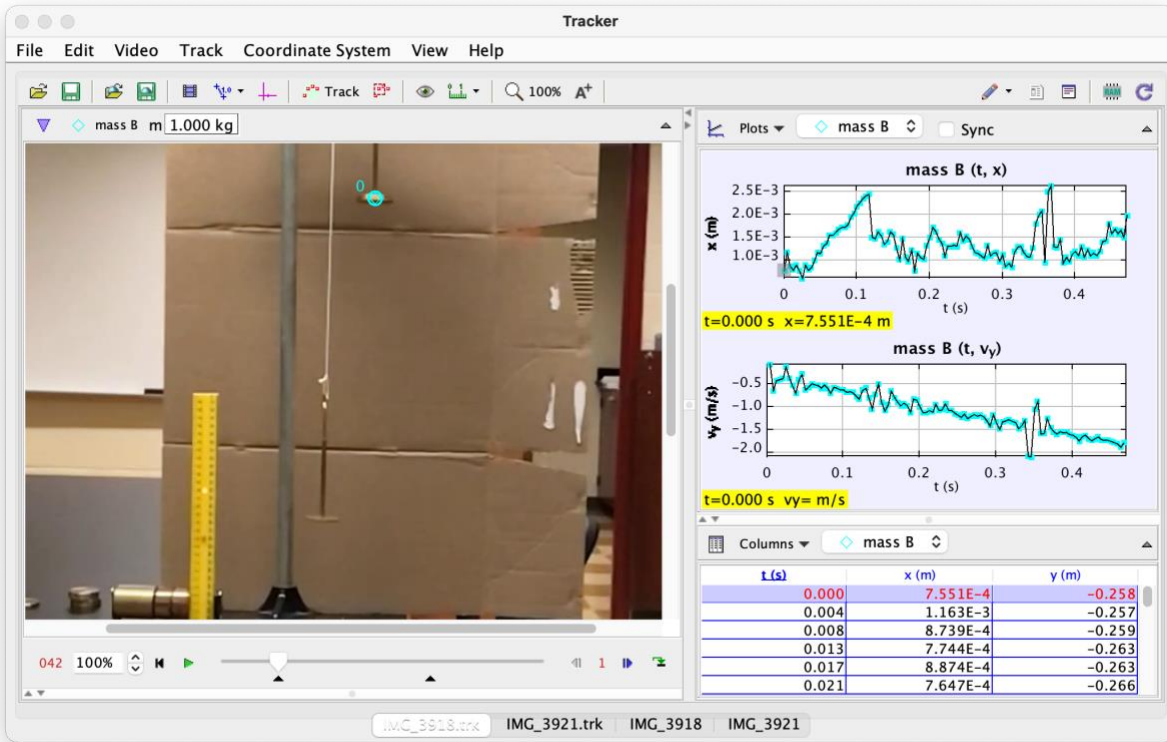 Tracker
File Edit Video Track Coordinate System View Help
Track 100% A+
mass B m 1.000 kg
0
042 100% 1
Plots mass B Sync
mass B (t, x)
2.5E-3
2.0E-3
1.5E-3
1.0E-3
x (m)
0 0.1 0.2 0.3 0.4
t (s)
t=0.000 s x=7.551E-4 m
mass B (t, vy)
-0.5
-1.0
-1.5
-2.0
vy (m/s)
0 0.1 0.2 0.3 0.4
t (s)
t=0.000 s vy= m/s
Columns mass B
t (s) x (m) y (m)
0.000 7.551E-4 -0.258
0.004 1.163E-3 -0.257
0.008 8.739E-4 -0.259
0.013 7.744E-4 -0.263
0.017 8.874E-4 -0.263
0.021 7.647E-4 -0.266
IMG_3918.trk IMG_3921.trk IMG_3918 IMG_3921